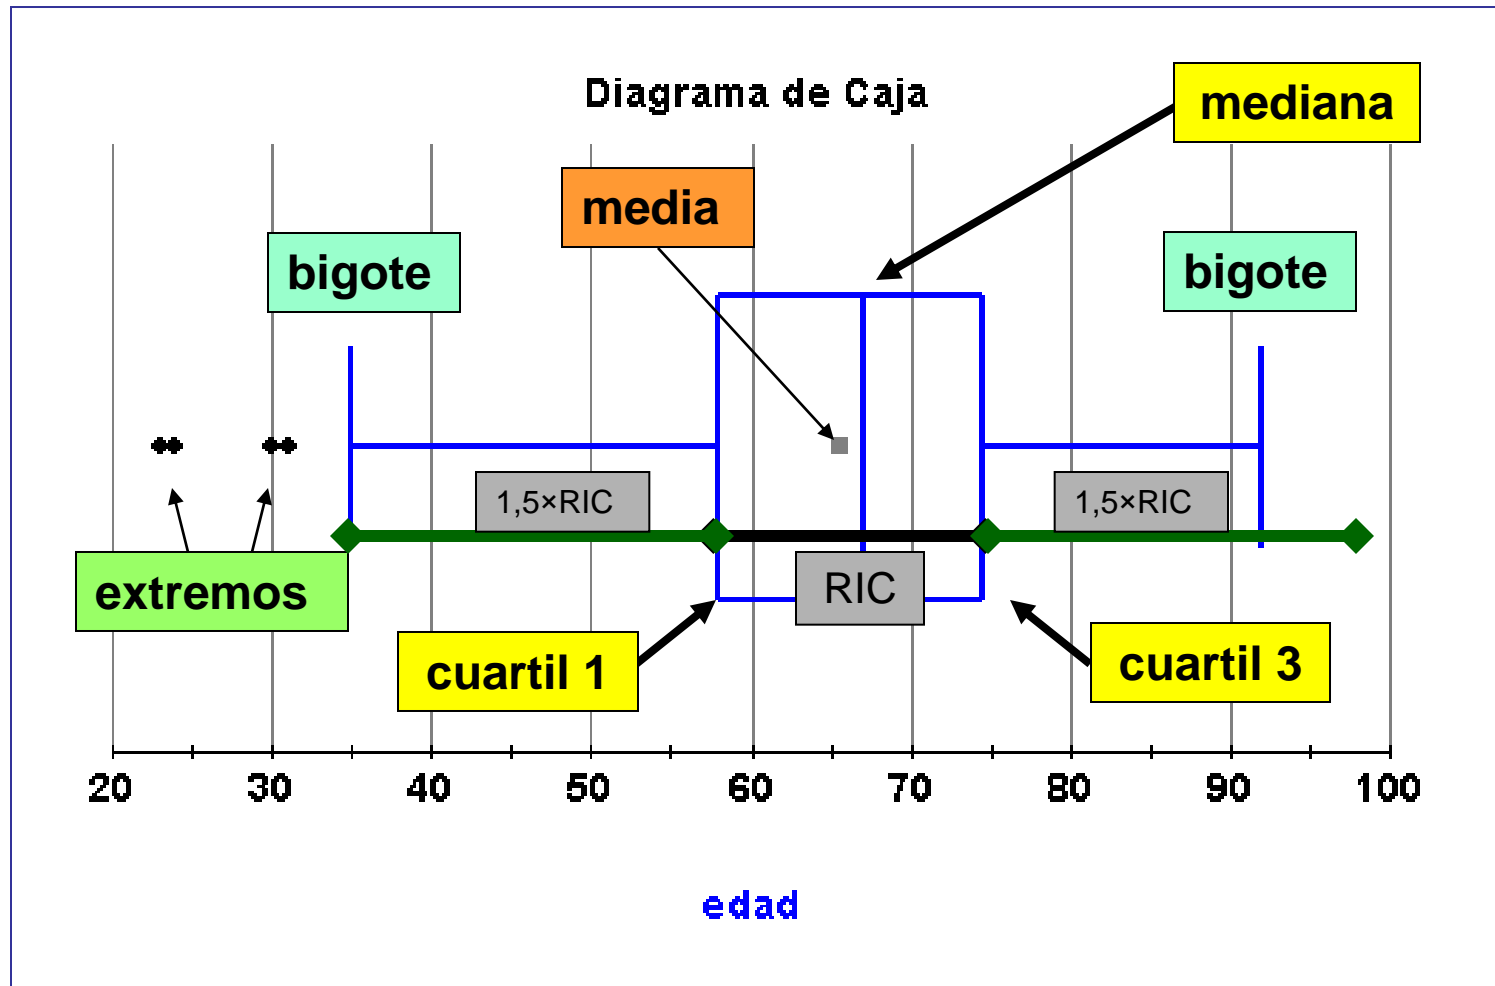 Diagrama de Caja
mediana
media
bigote
bigote
1,5×RIC
1,5×RIC
RIC
extremos
cuartil 1
cuartil 3
20 30 40 50 60 70 80 90 100
edad